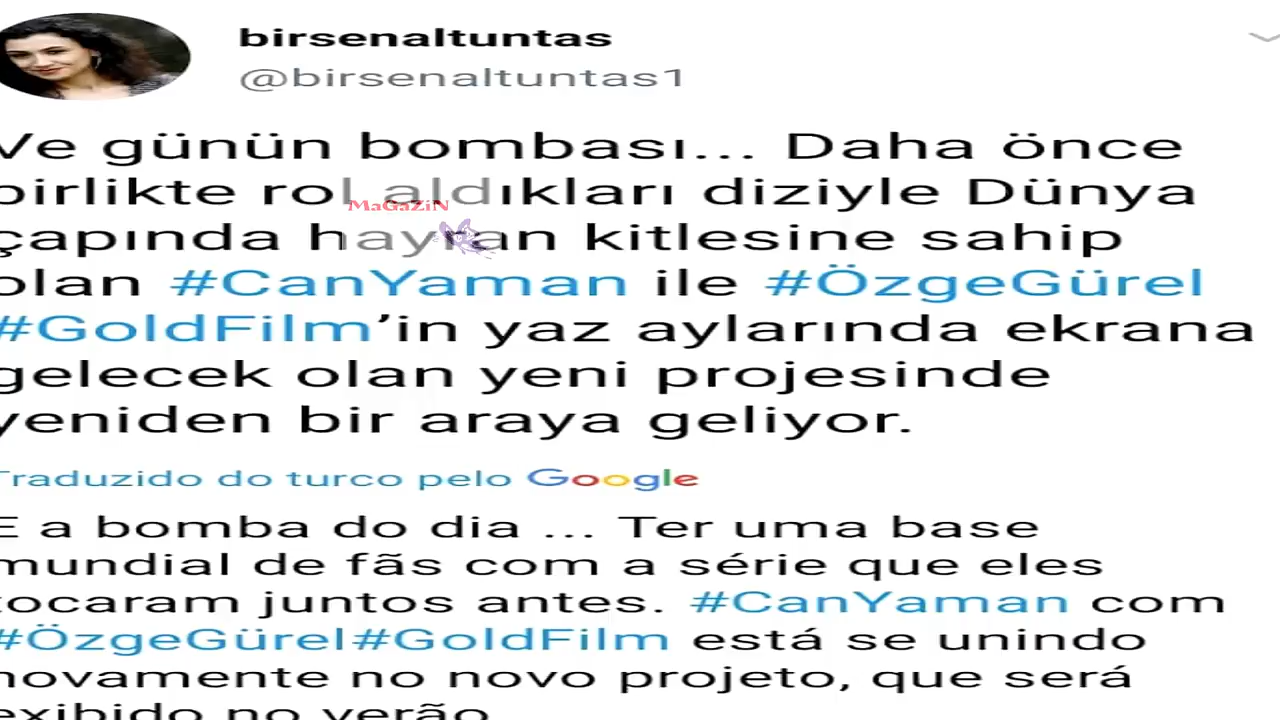 birsenaltuntas
@birsenaltuntas1
Ve günün bombası... Daha önce
birlikte rol aldıkları diziyle Dünya
MaGaZiN
çapında hayran kitlesine sahip
olan #CanYaman ile #ÖzgeGürel
#GoldFilm’in yaz aylarında ekrana
gelecek olan yeni projesinde
yeniden bir araya geliyor.
Traduzido do turco pelo Google
E a bomba do dia ... Ter uma base
mundial de fãs com a série que eles
tocaram juntos antes. #CanYaman com
#ÖzgeGürel#GoldFilm está se unindo
novamente no novo projeto, que será
exibido no verão